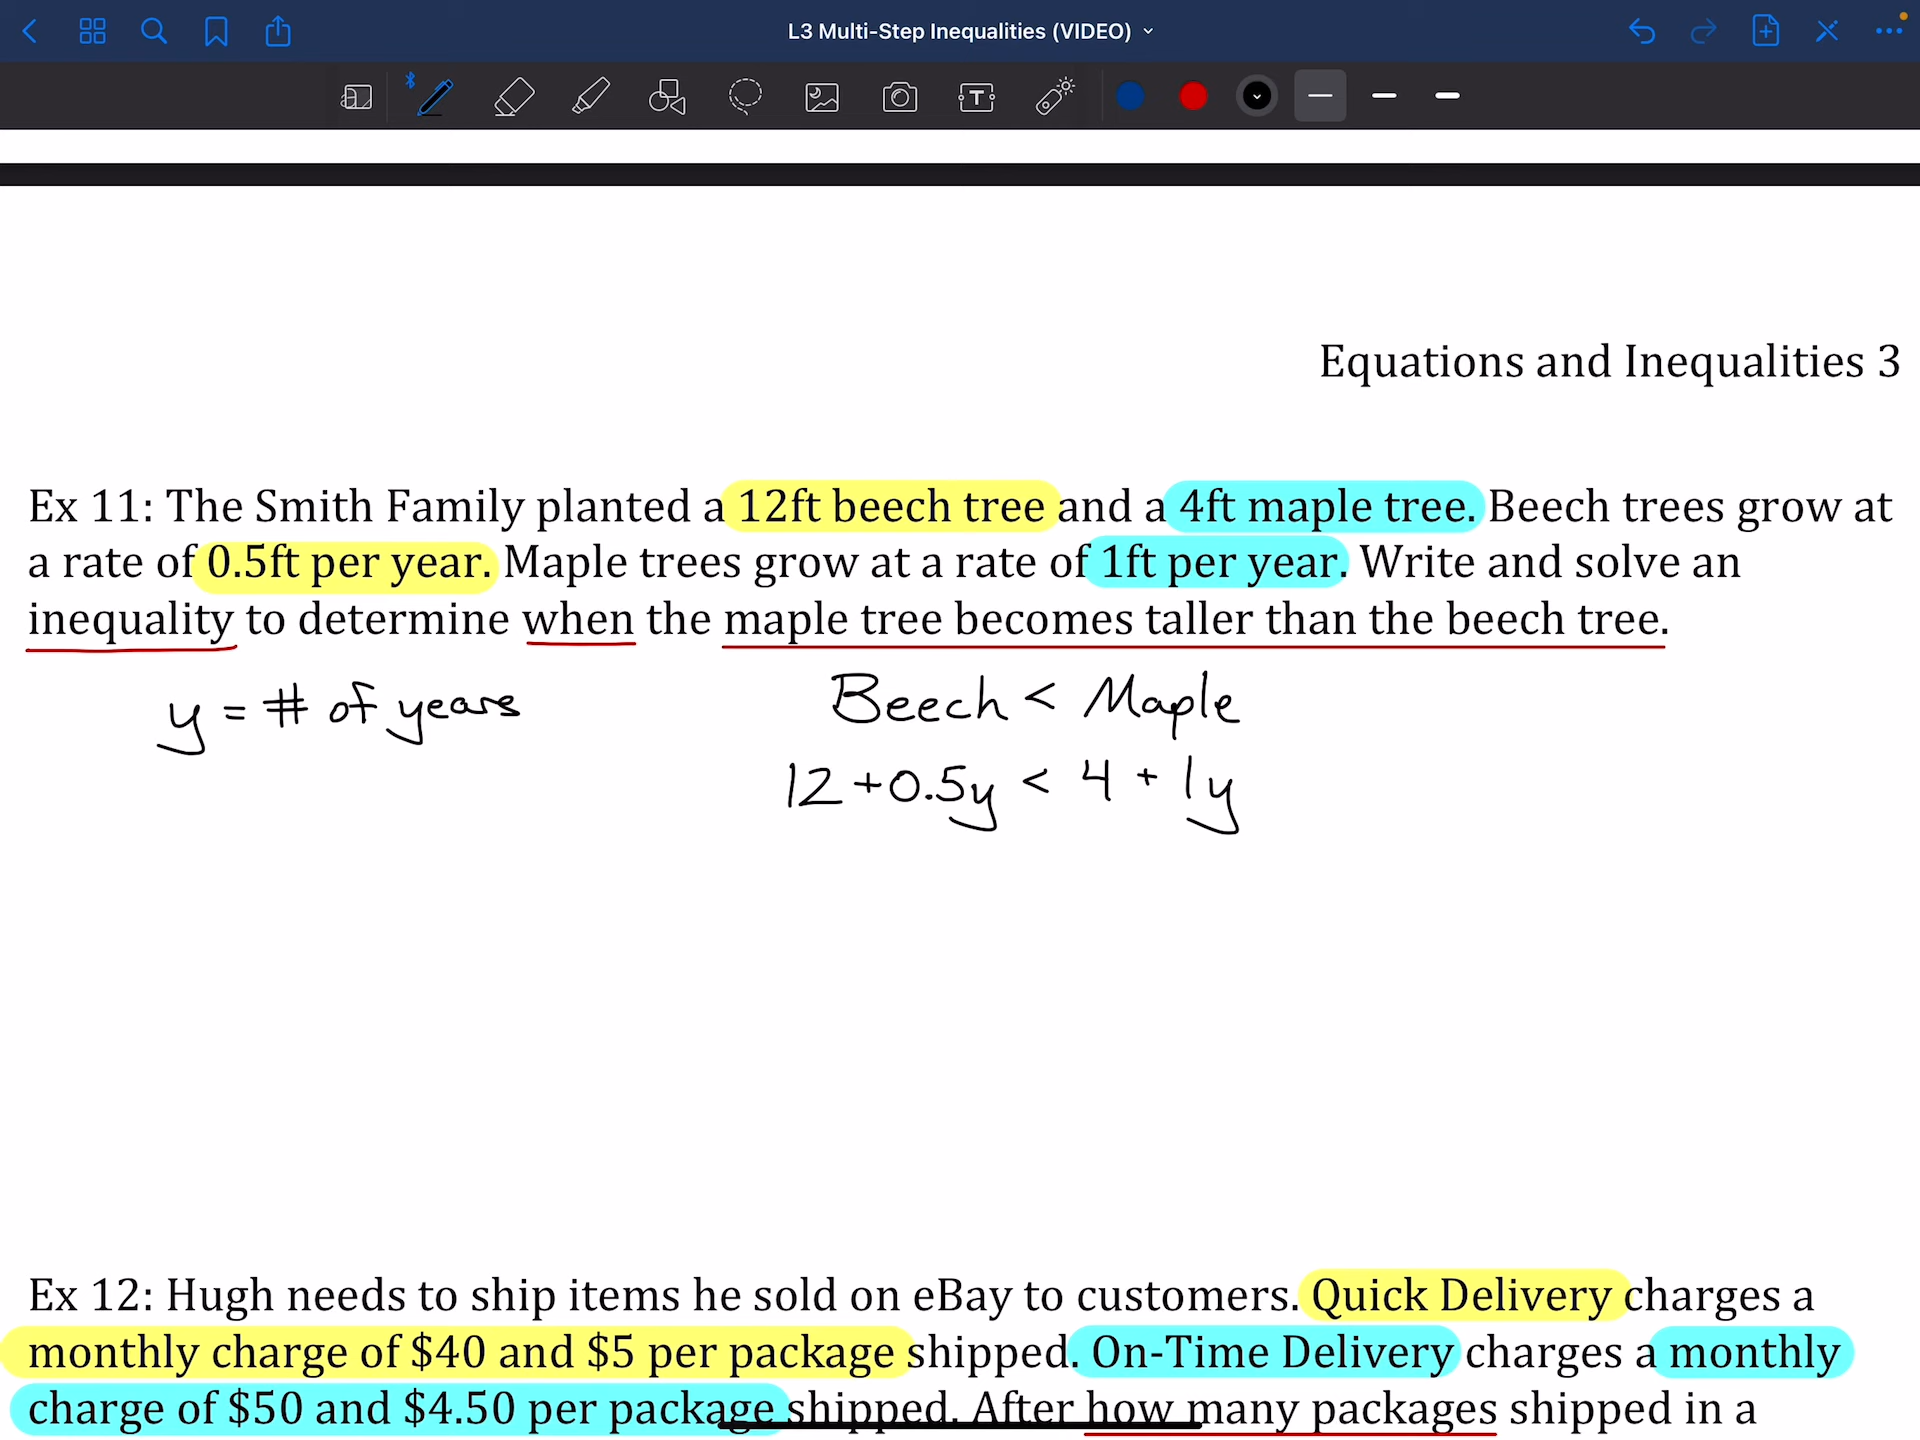 L3 Multi-Step Inequalities (VIDEO)
Equations and Inequalities 3
Ex 11: The Smith Family planted a 12ft beech tree and a 4ft maple tree. Beech trees grow at
a rate of 0.5ft per year. Maple trees grow at a rate of 1ft per year. Write and solve an
inequality to determine when the maple tree becomes taller than the beech tree.
y = # of years
Beech < Maple
12 + 0.5y < 4 + 1y
Ex 12: Hugh needs to ship items he sold on eBay to customers. Quick Delivery charges a
monthly charge of $40 and $5 per package shipped. On-Time Delivery charges a monthly
charge of $50 and $4.50 per package shipped. After how many packages shipped in a